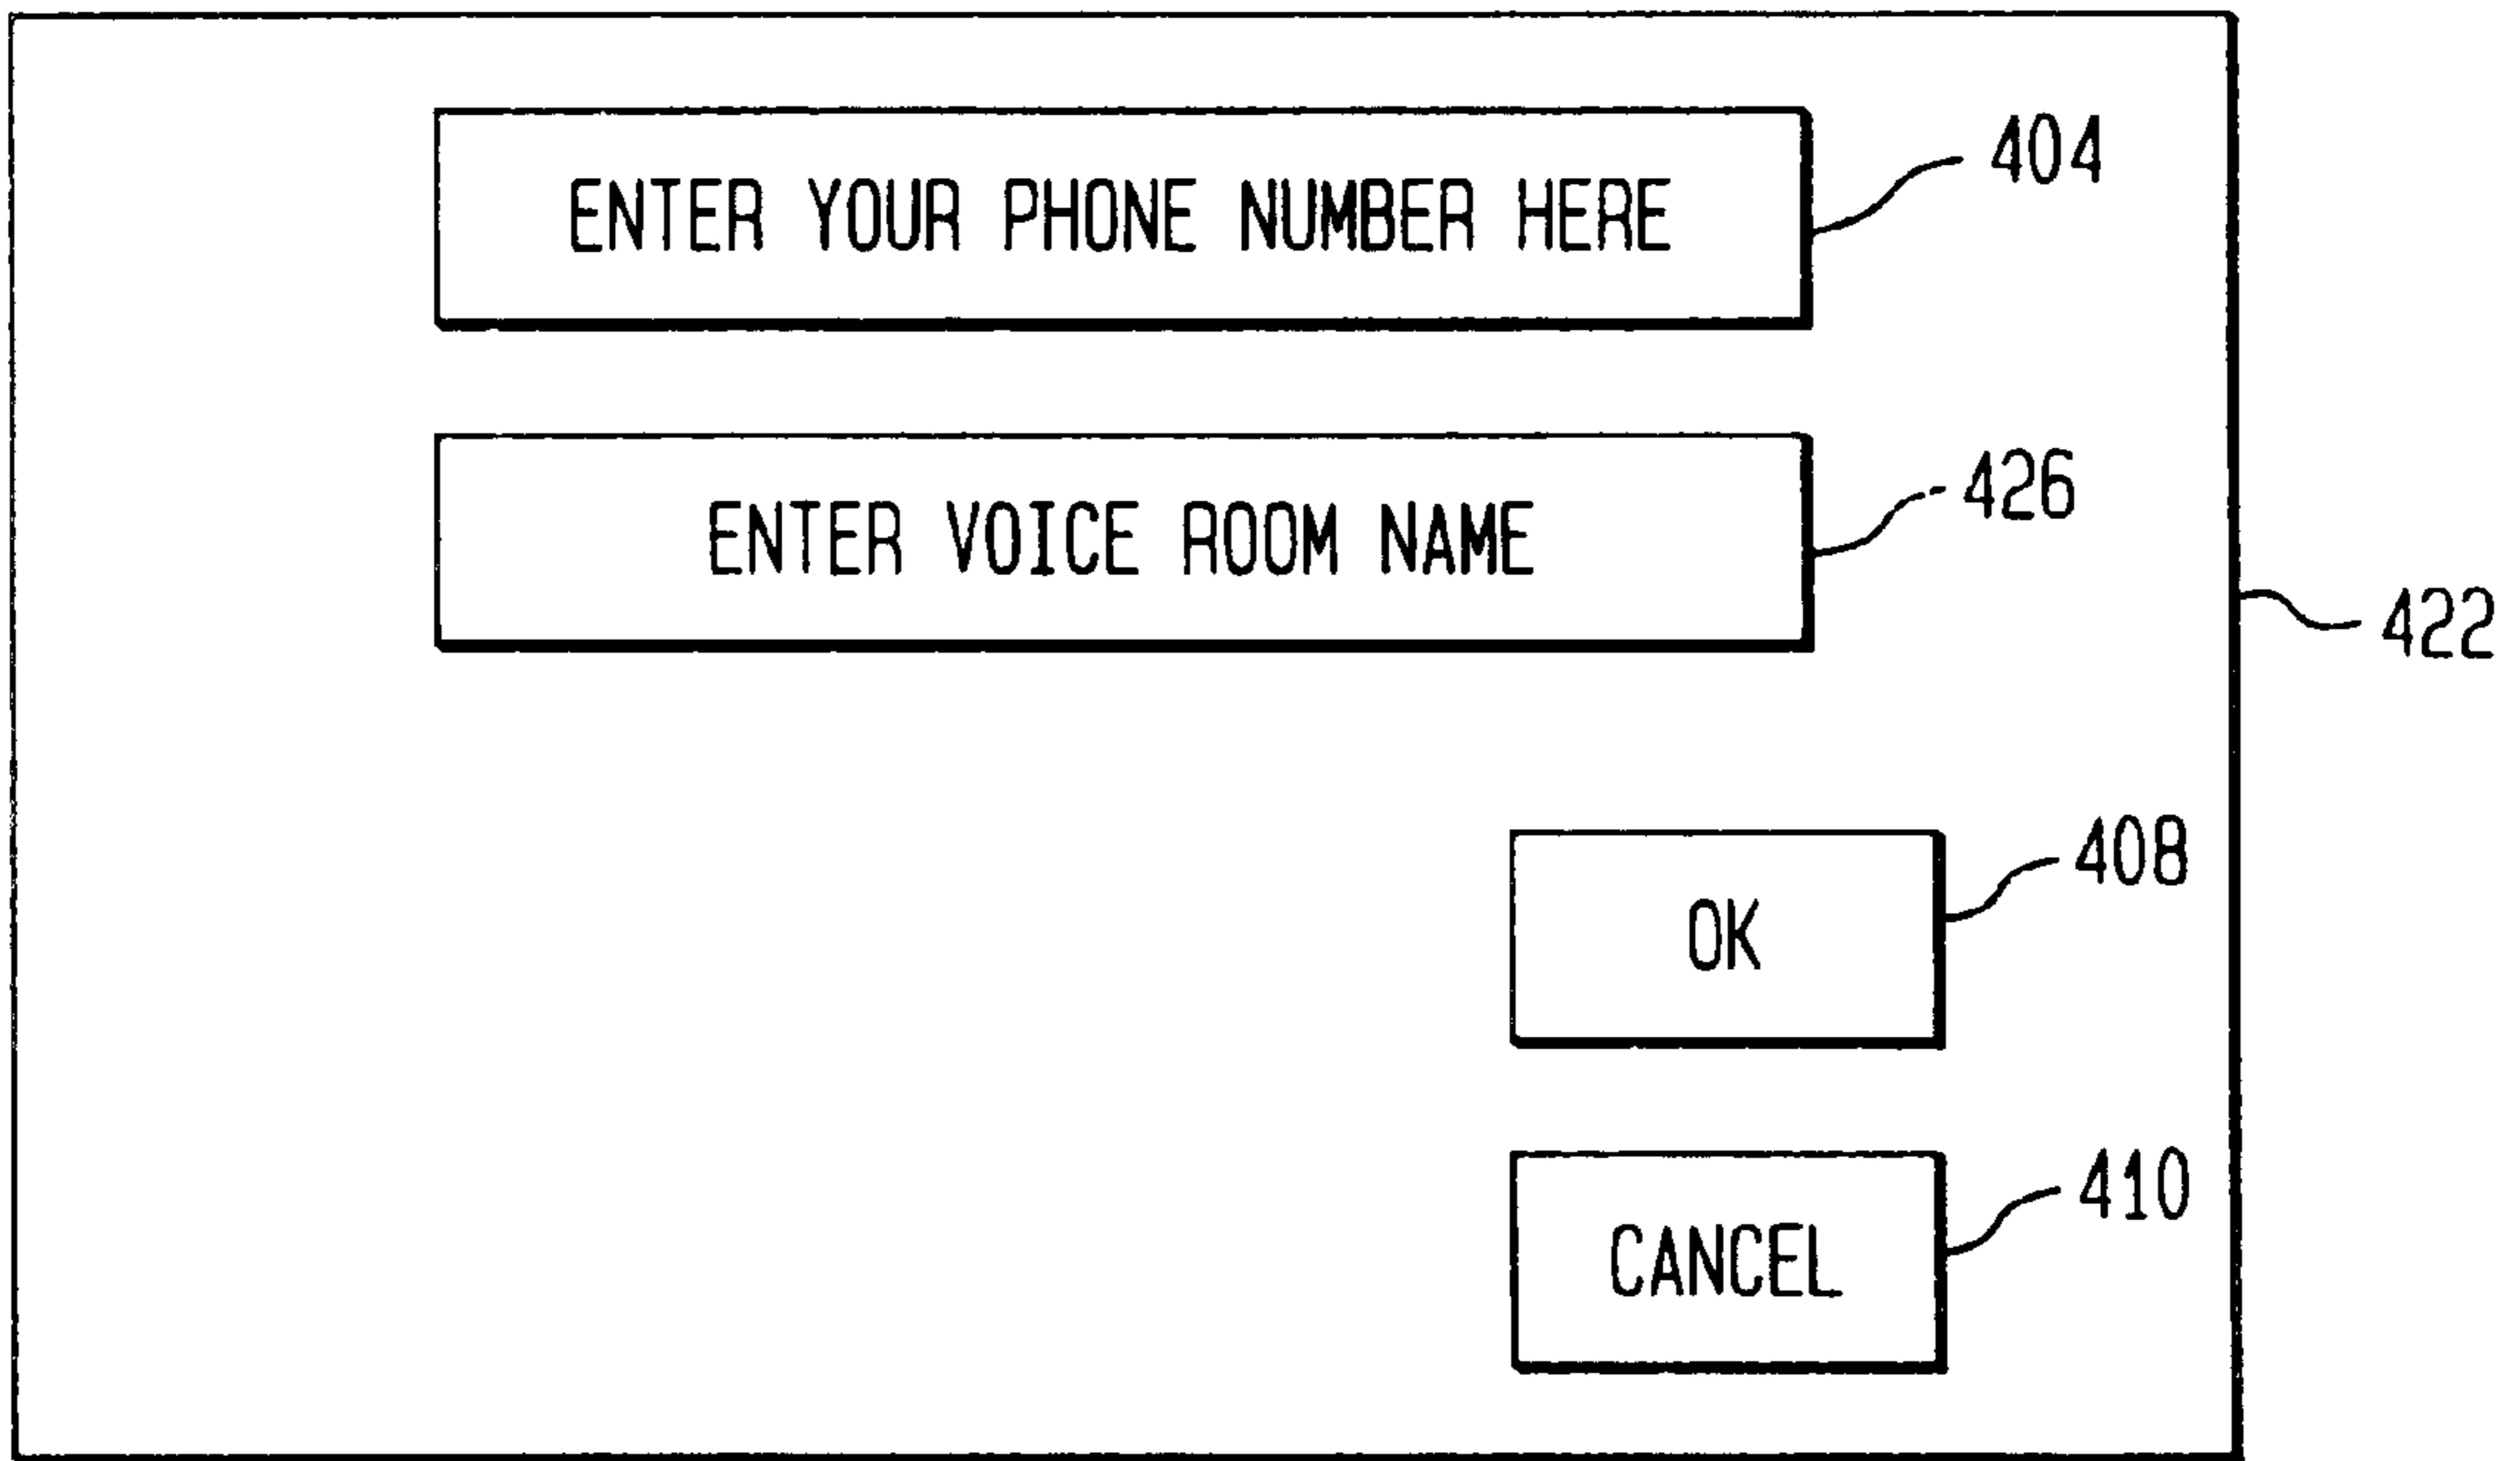 ENTER YOUR PHONE NUMBER HERE
404
ENTER VOICE ROOM NAME
426
422
OK
408
CANCEL
410